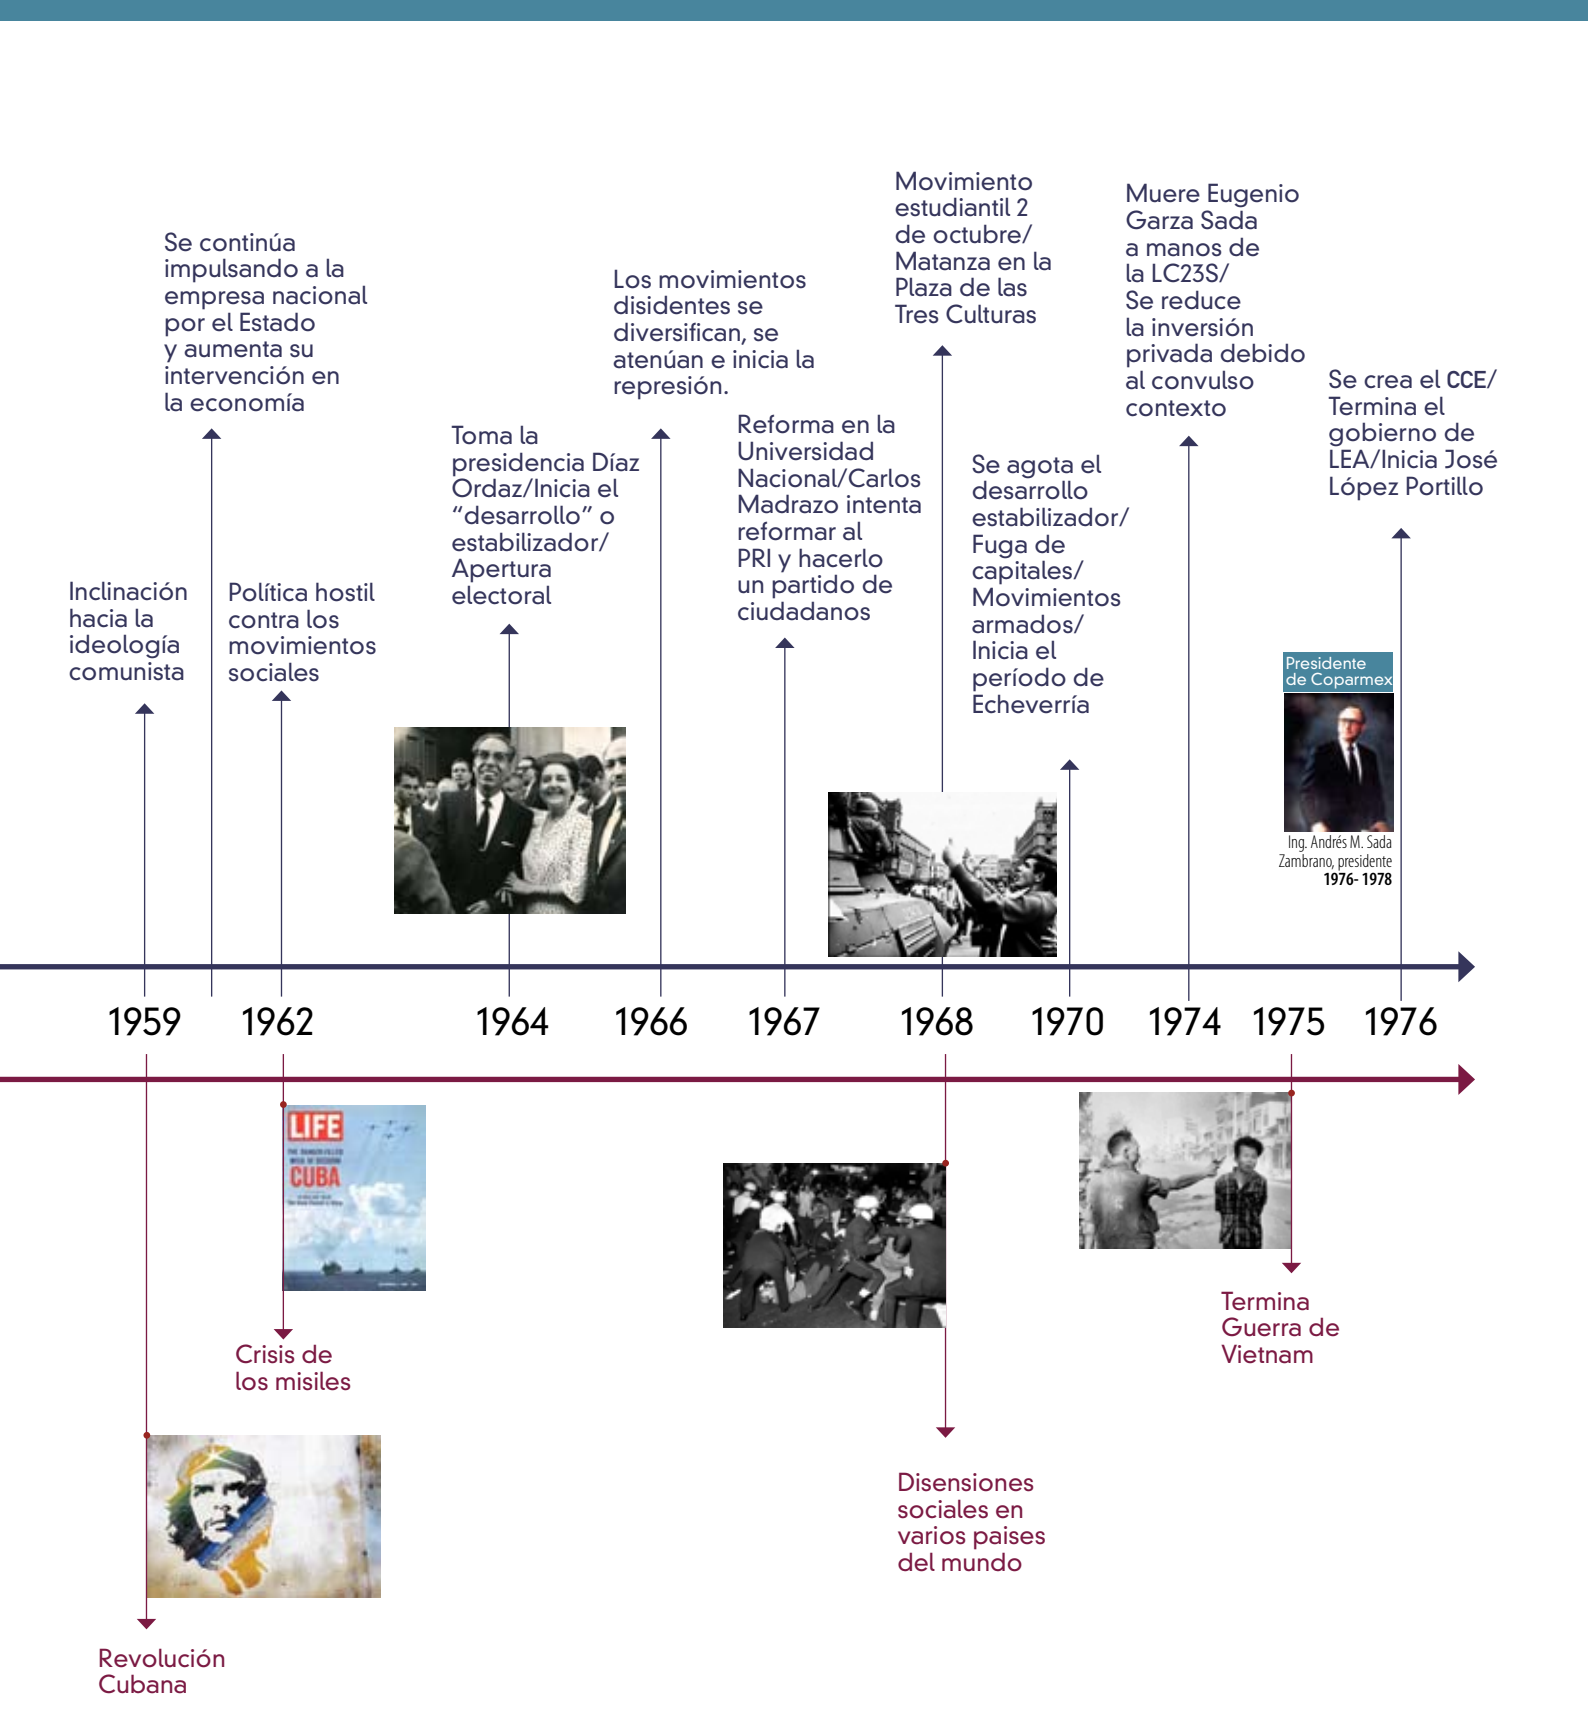 Movimiento
estudiantil 2
de octubre/
Matanza en la
Plaza de las
Tres Culturas
Muere Eugenio
Garza Sada
a manos de
la LC23S/
Se reduce
la inversión
privada debido
al convulso
contexto
Se continúa
impulsando a la
empresa nacional
por el Estado
y aumenta su
intervención en
la economía
Los movimientos
disidentes se
diversifican, se
atenúan e inicia la
represión.
Se crea el CCE/
Termina el
gobierno de
LEA/Inicia José
López Portillo
Toma la
presidencia Díaz
Ordaz/Inicia el
“desarrollo” o
estabilizador/
Apertura
electoral
Reforma en la
Universidad
Nacional/Carlos
Madrazo intenta
reformar al
PRI y hacerlo
un partido de
ciudadanos
Se agota el
desarrollo
estabilizador/
Fuga de
capitales/
Movimientos
armados/
Inicia el
período de
Echeverría
Inclinación
hacia la
ideología
comunista
Política hostil
contra los
movimientos
sociales
Presidente
de Coparmex
Ing. Andrés M. Sada
Zambrano, presidente
1976- 1978
1959 1962 1964 1966 1967 1968 1970 1974 1975 1976
LIFE
CUBA
Crisis de
los misiles
Termina
Guerra de
Vietnam
Disensiones
sociales en
varios paises
del mundo
Revolución
Cubana